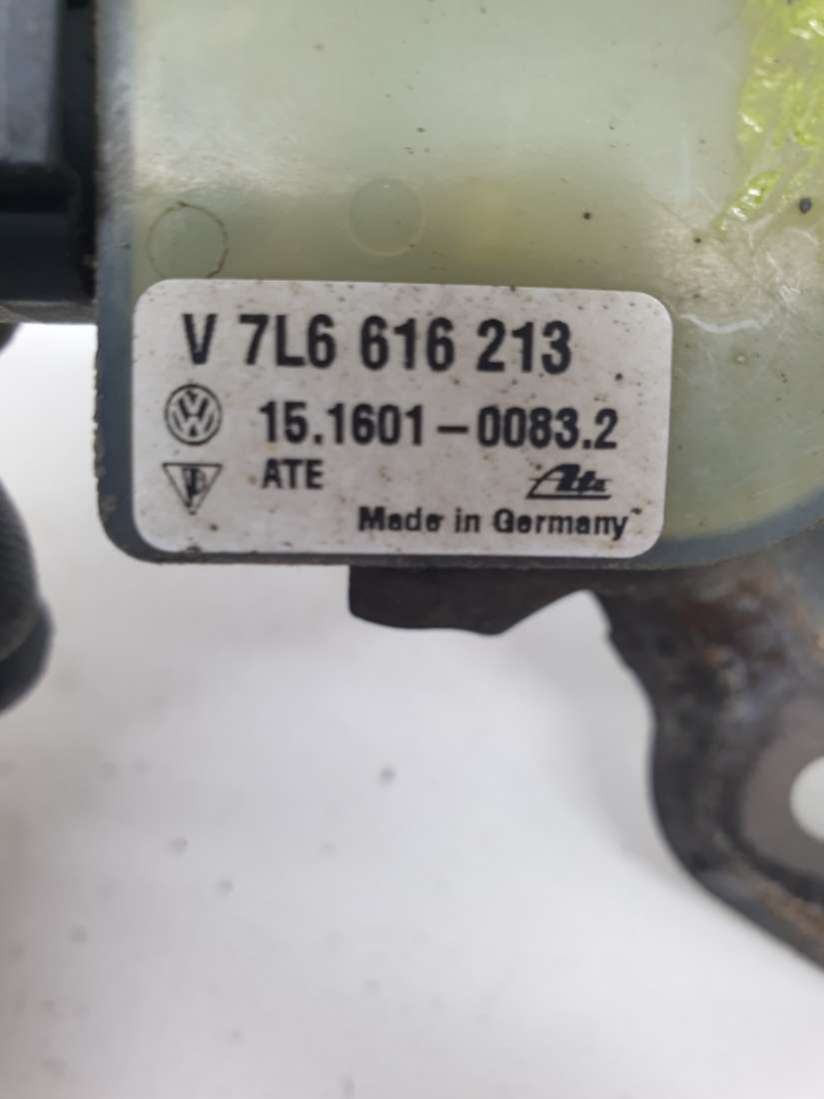 V 7L6 616 213
15.1601-0083.2
ATE
Ate
Made in Germany